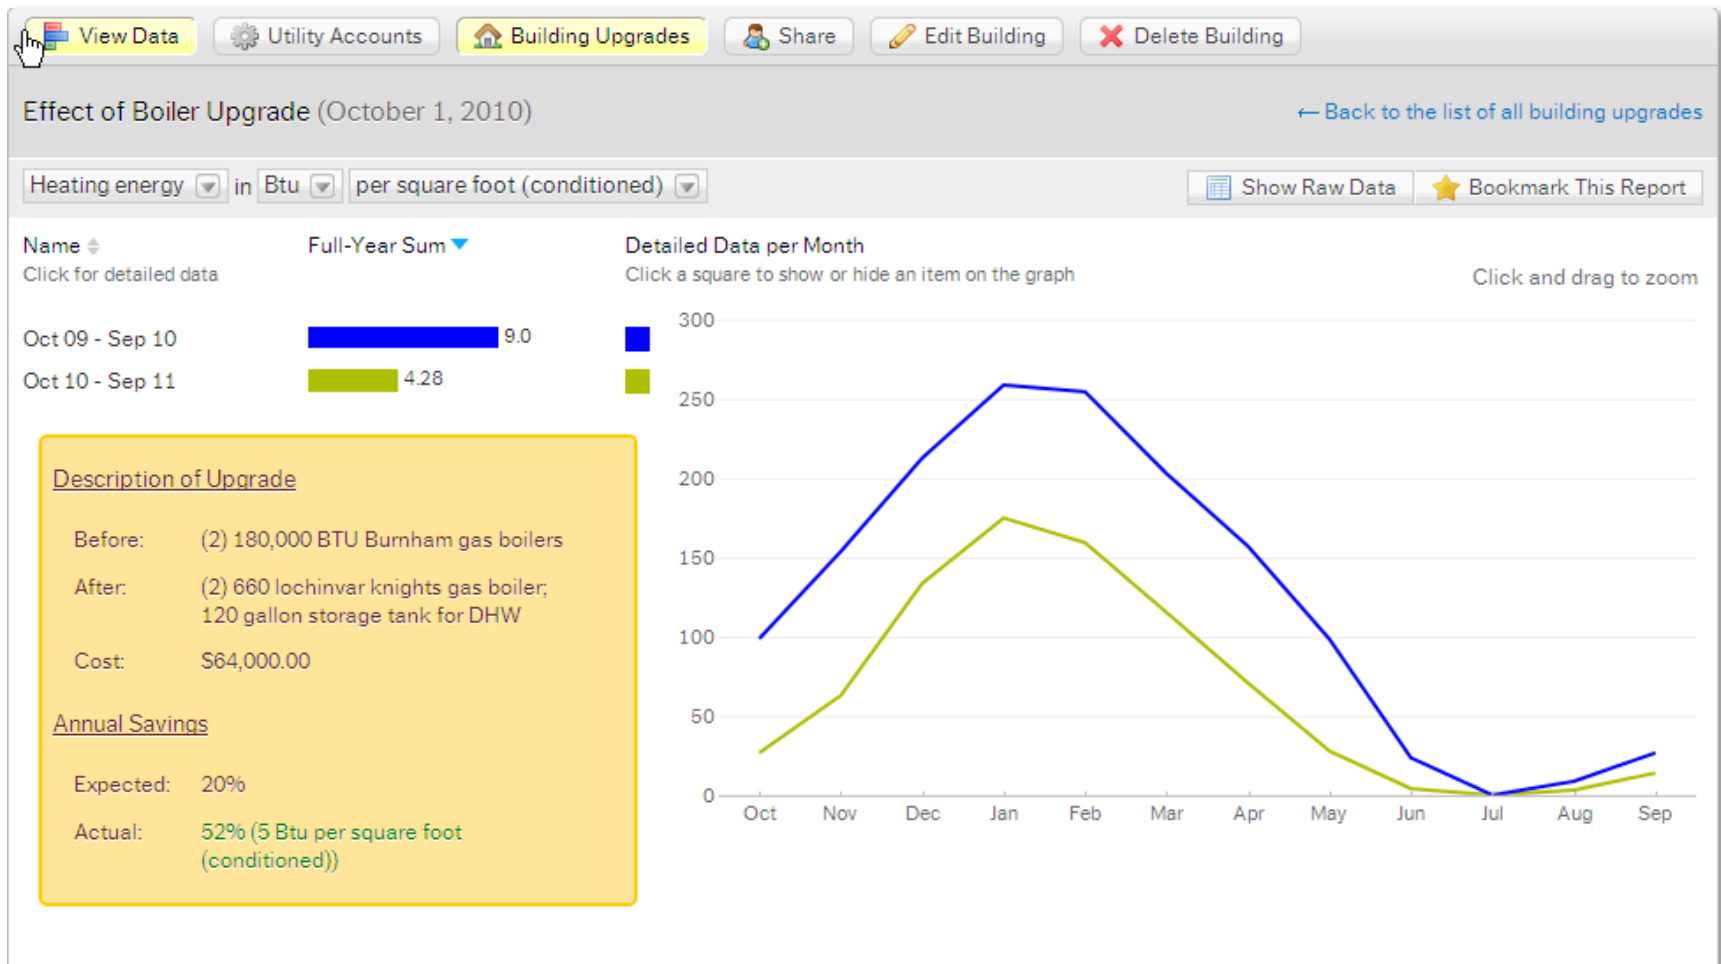 View Data Utility Accounts Building Upgrades Share Edit Building Delete Building
Effect of Boiler Upgrade (October 1, 2010) ← Back to the list of all building upgrades
Heating energy in Btu per square foot (conditioned) Show Raw Data Bookmark This Report
Name Full-Year Sum Detailed Data per Month
Click for detailed data Click a square to show or hide an item on the graph Click and drag to zoom
Oct 09 - Sep 10 9.0
Oct 10 - Sep 11 4.28
Description of Upgrade
Before: (2) 180,000 BTU Burnham gas boilers
After: (2) 660 lochinvar knights gas boiler;
120 gallon storage tank for DHW
Cost: $64,000.00
Annual Savings
Expected: 20%
Actual: 52% (5 Btu per square foot
(conditioned))
300
250
200
150
100
50
0
Oct Nov Dec Jan Feb Mar Apr May Jun Jul Aug Sep